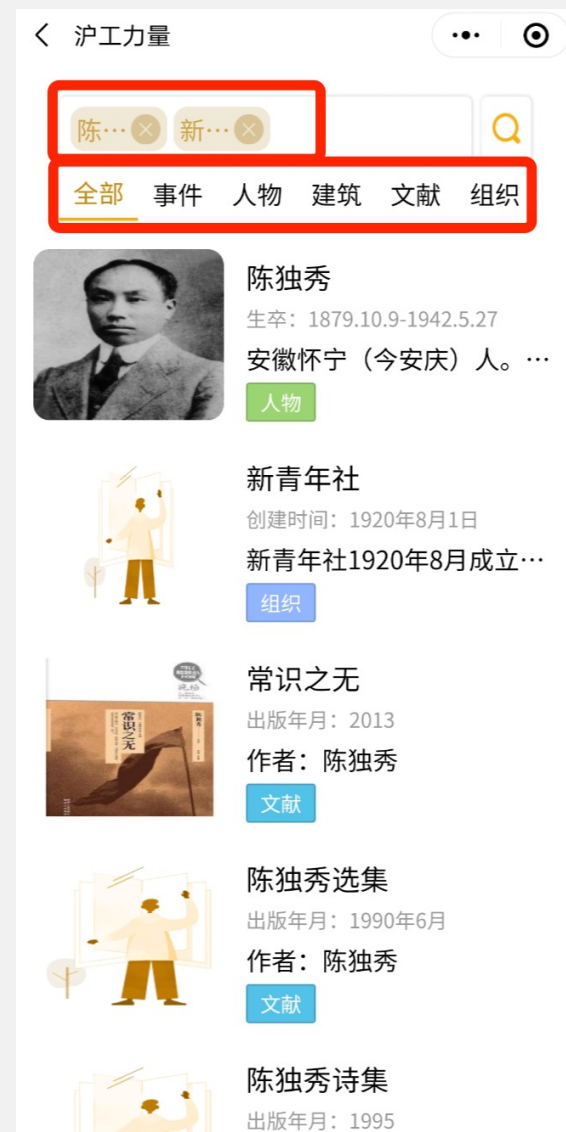 沪工力量
陈… 新…
全部 事件 人物 建筑 文献 组织
陈独秀
生卒：1879.10.9-1942.5.27
安徽怀宁（今安庆）人。…
人物
新青年社
创建时间：1920年8月1日
新青年社1920年8月成立…
组织
常识之无
常识之无
出版年月：2013
作者：陈独秀
文献
陈独秀选集
出版年月：1990年6月
作者：陈独秀
文献
陈独秀诗集
出版年月：1995